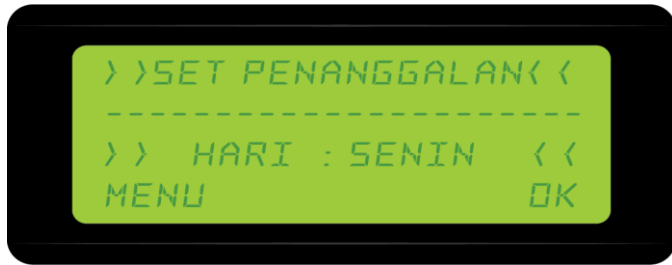 > >SET PENANGGALAN< <
--------------------
> > HARI : SENIN < <
MENU OK